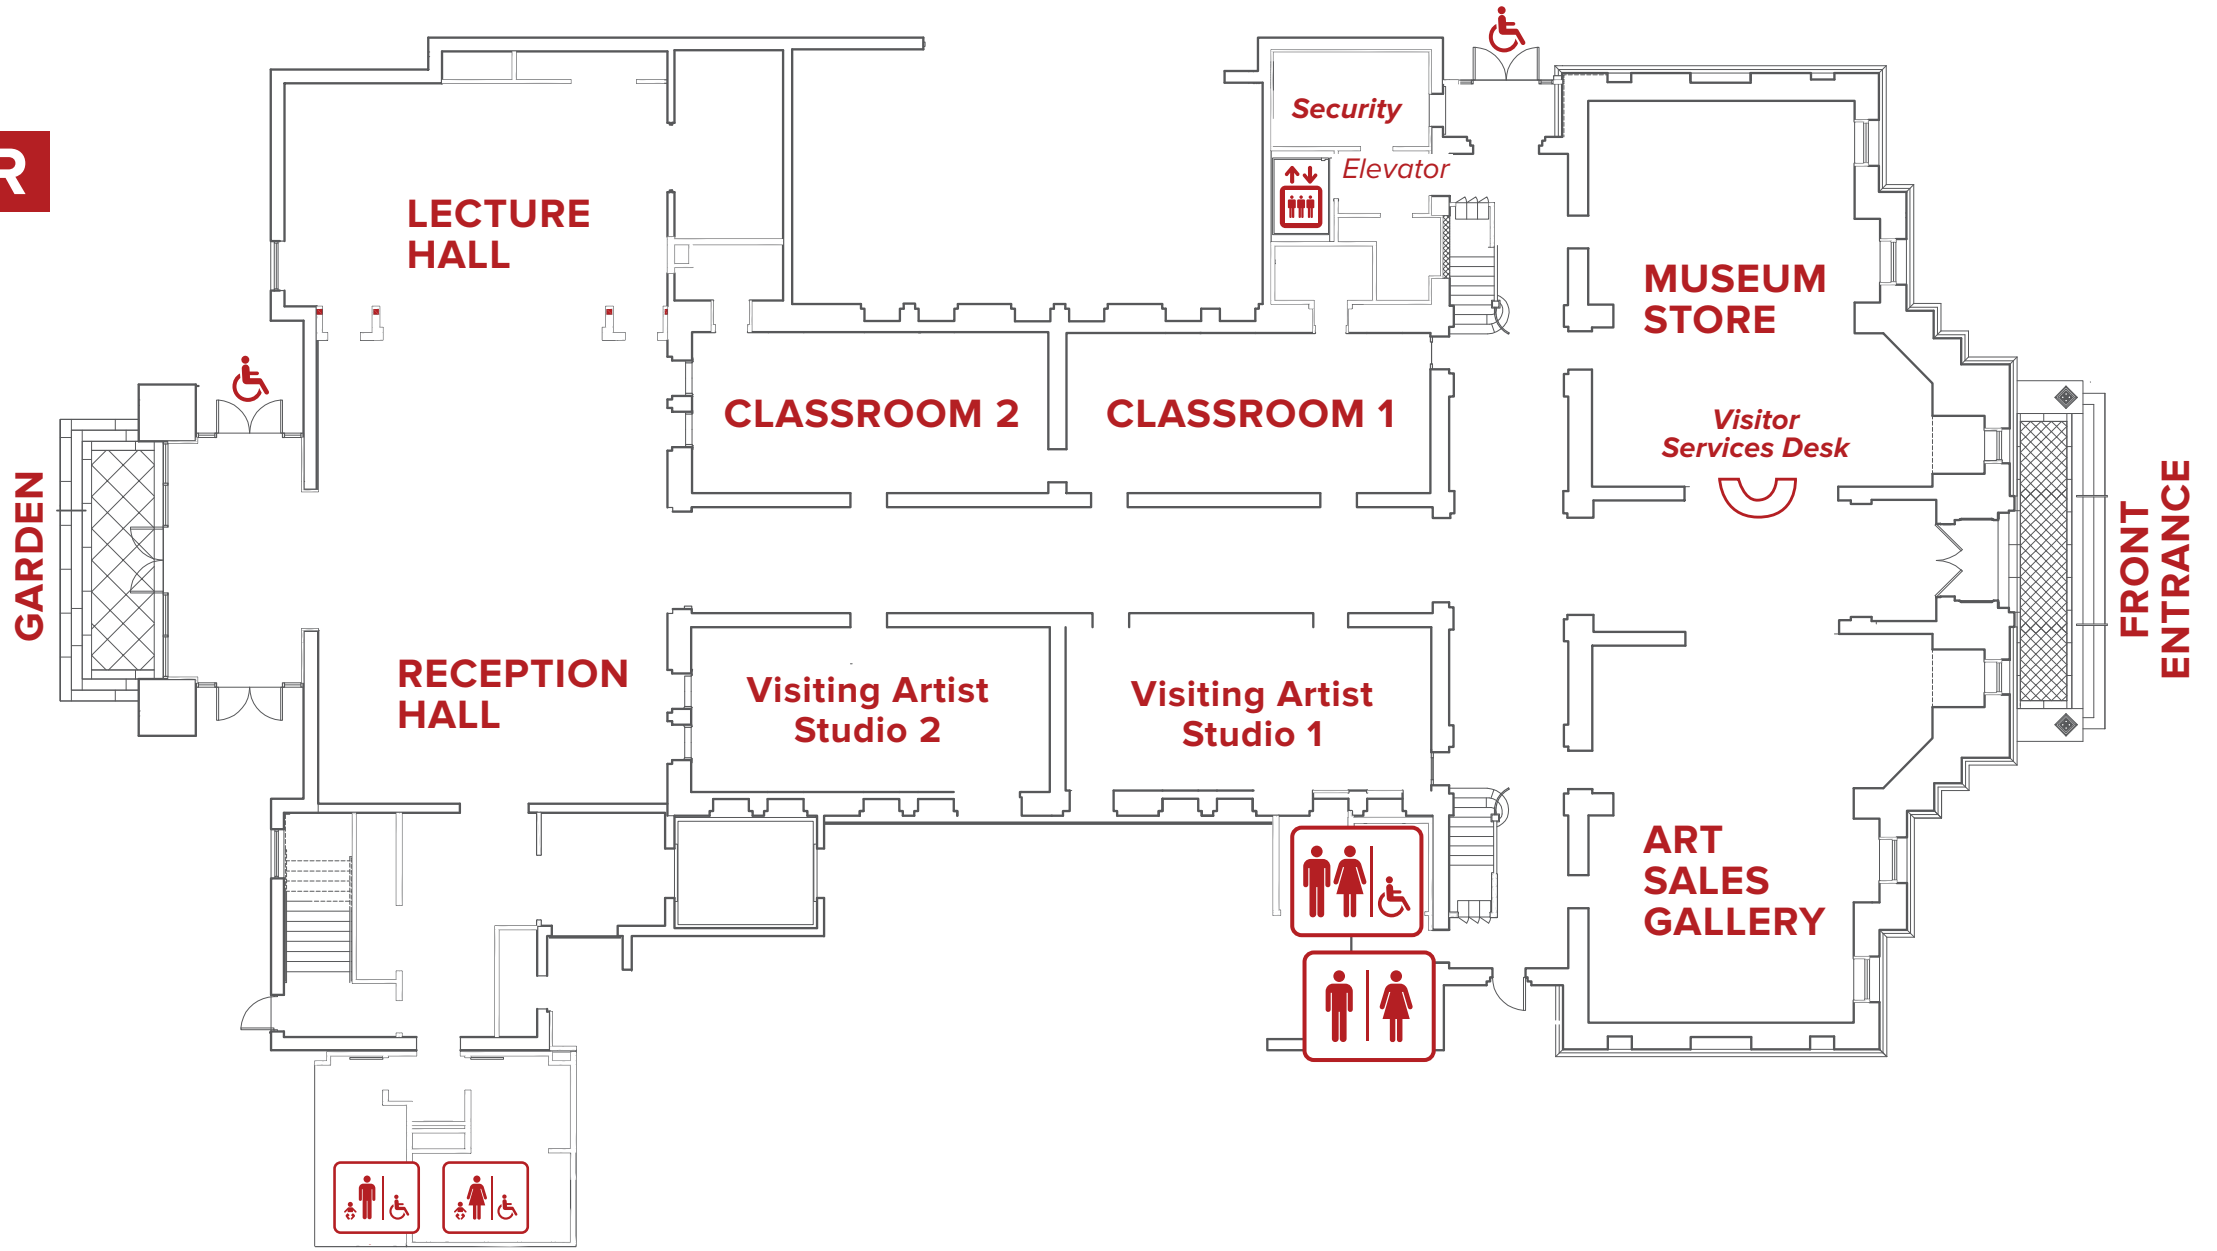 R
Security
Elevator
LECTURE
HALL
MUSEUM
STORE
CLASSROOM 2
CLASSROOM 1
Visitor
Services Desk
GARDEN
FRONT
ENTRANCE
RECEPTION
HALL
Visiting Artist
Studio 2
Visiting Artist
Studio 1
ART
SALES
GALLERY